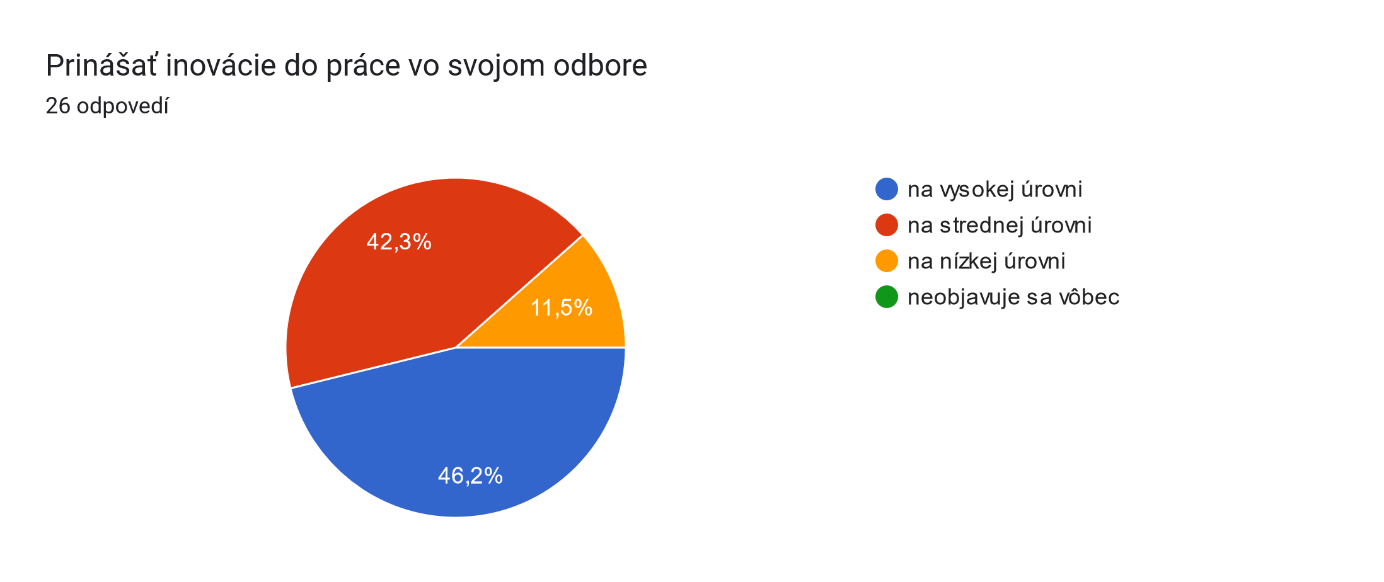 Prinášať inovácie do práce vo svojom odbore
26 odpovedí
na vysokej úrovni
na strednej úrovni
na nízkej úrovni
neobjavuje sa vôbec
42,3%
11,5%
46,2%